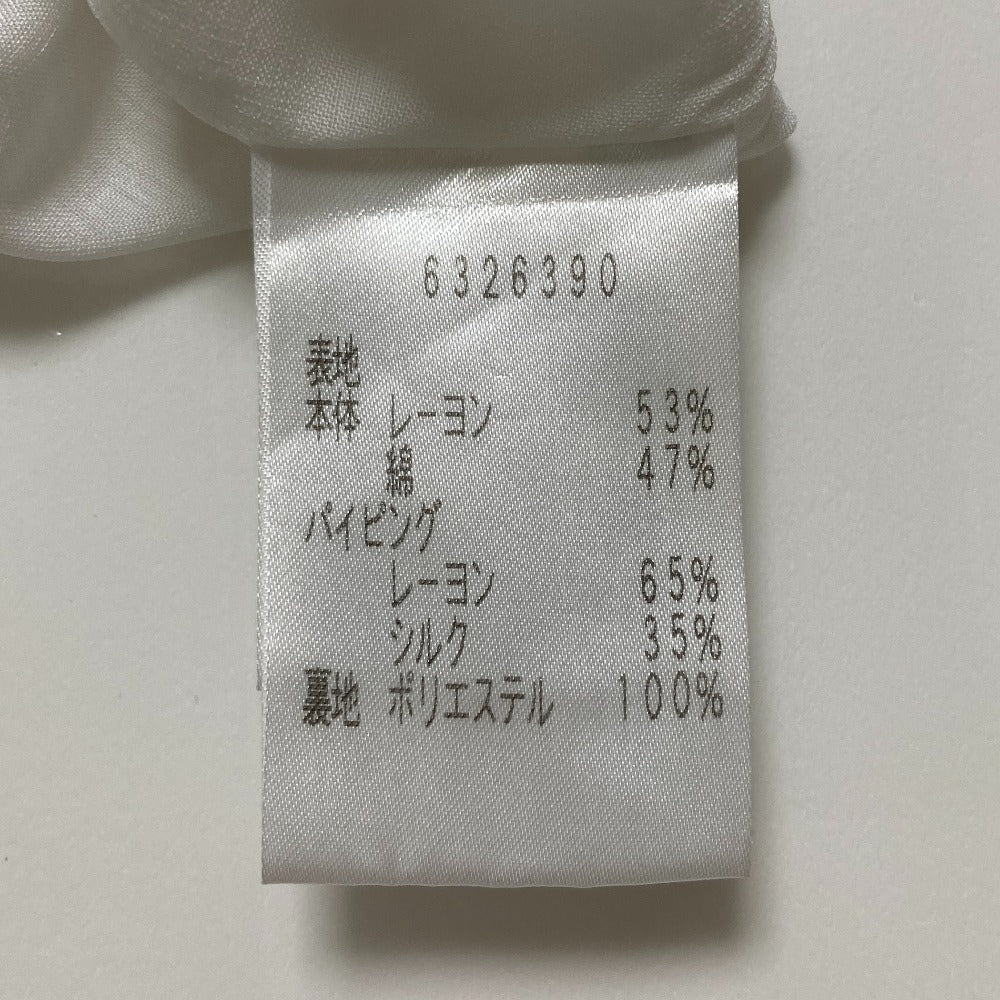 6326390
表地
本体 レーヨン 53%
綿 47%
パイピング
レーヨン 65%
シルク 35%
裏地 ポリエステル 100%